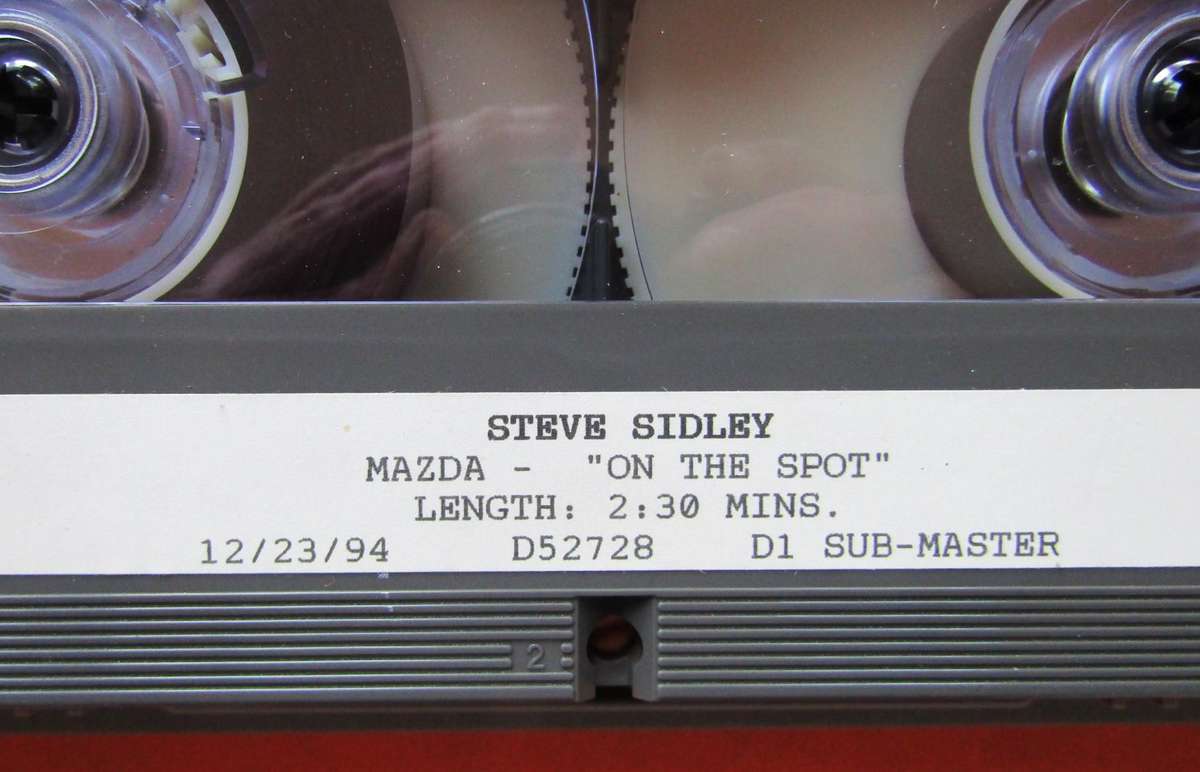 STEVE SIDLEY
MAZDA - "ON THE SPOT"
LENGTH: 2:30 MINS.
12/23/94 D52728 D1 SUB-MASTER
2